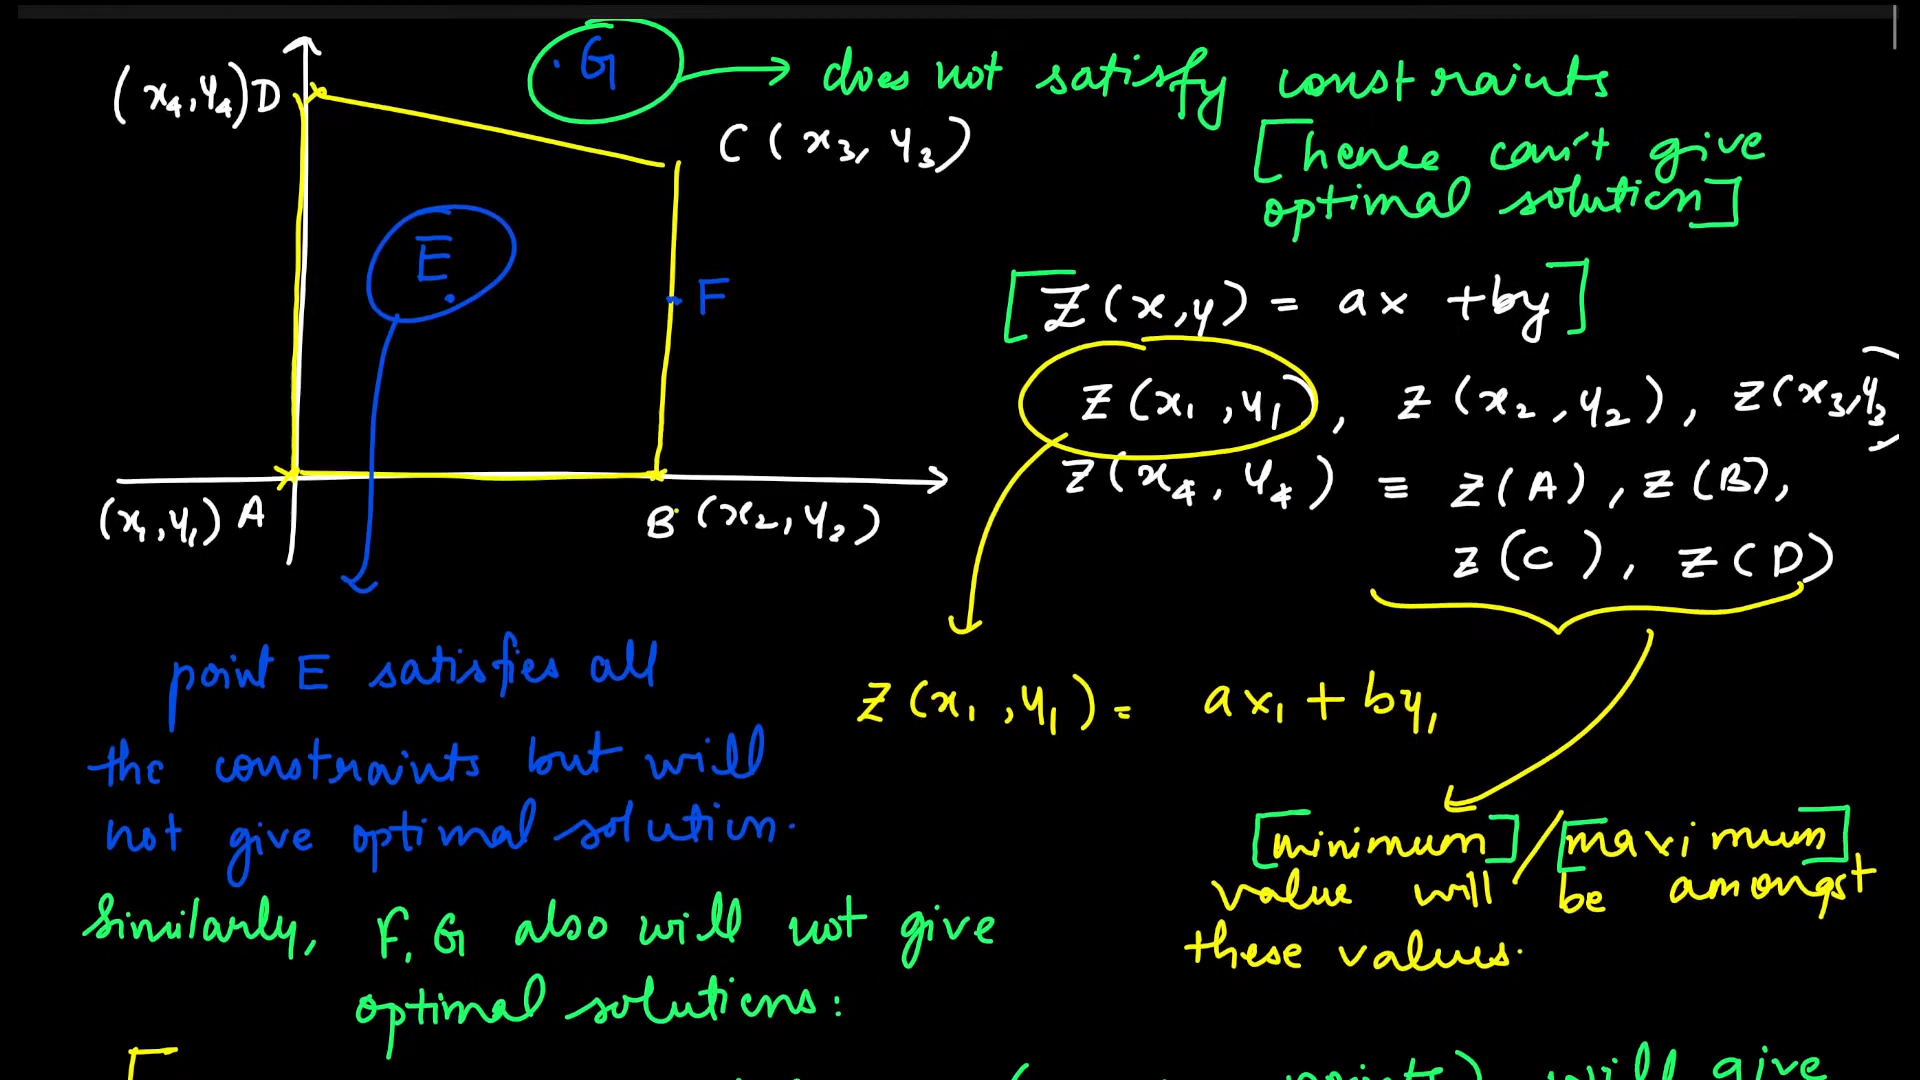 G → does not satisfy constraints
(x₄, y₄) D
C (x₃, y₃)
[hence can't give
optimal solution]
E
F
[Z(x,y) = ax + by]
Z(x₁, y₁), Z(x₂, y₂), Z(x₃, y₃)
Z(x₄, y₄) ≡ Z(A), Z(B),
Z(C), Z(D)
(x₁, y₁) A
B (x₂, y₂)
point E satisfies all
the constraints but will
not give optimal solution.
Z(x₁, y₁) = ax₁ + by₁
[minimum] / [maximum]
value will be amongst
these values.
Similarly, F, G also will not give
optimal solutions:
will give